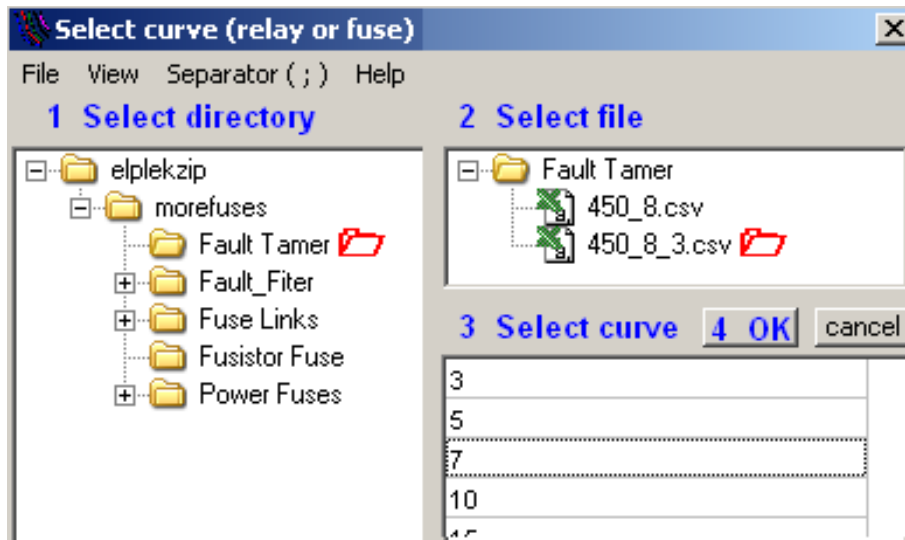 Select curve (relay or fuse)
File View Separator ( ; ) Help
1 Select directory
elplekzip
morefuses
Fault Tamer
Fault_Fiter
Fuse Links
Fusistor Fuse
Power Fuses
2 Select file
Fault Tamer
450_8.csv
450_8_3.csv
3 Select curve 4 OK cancel
3
5
7
10